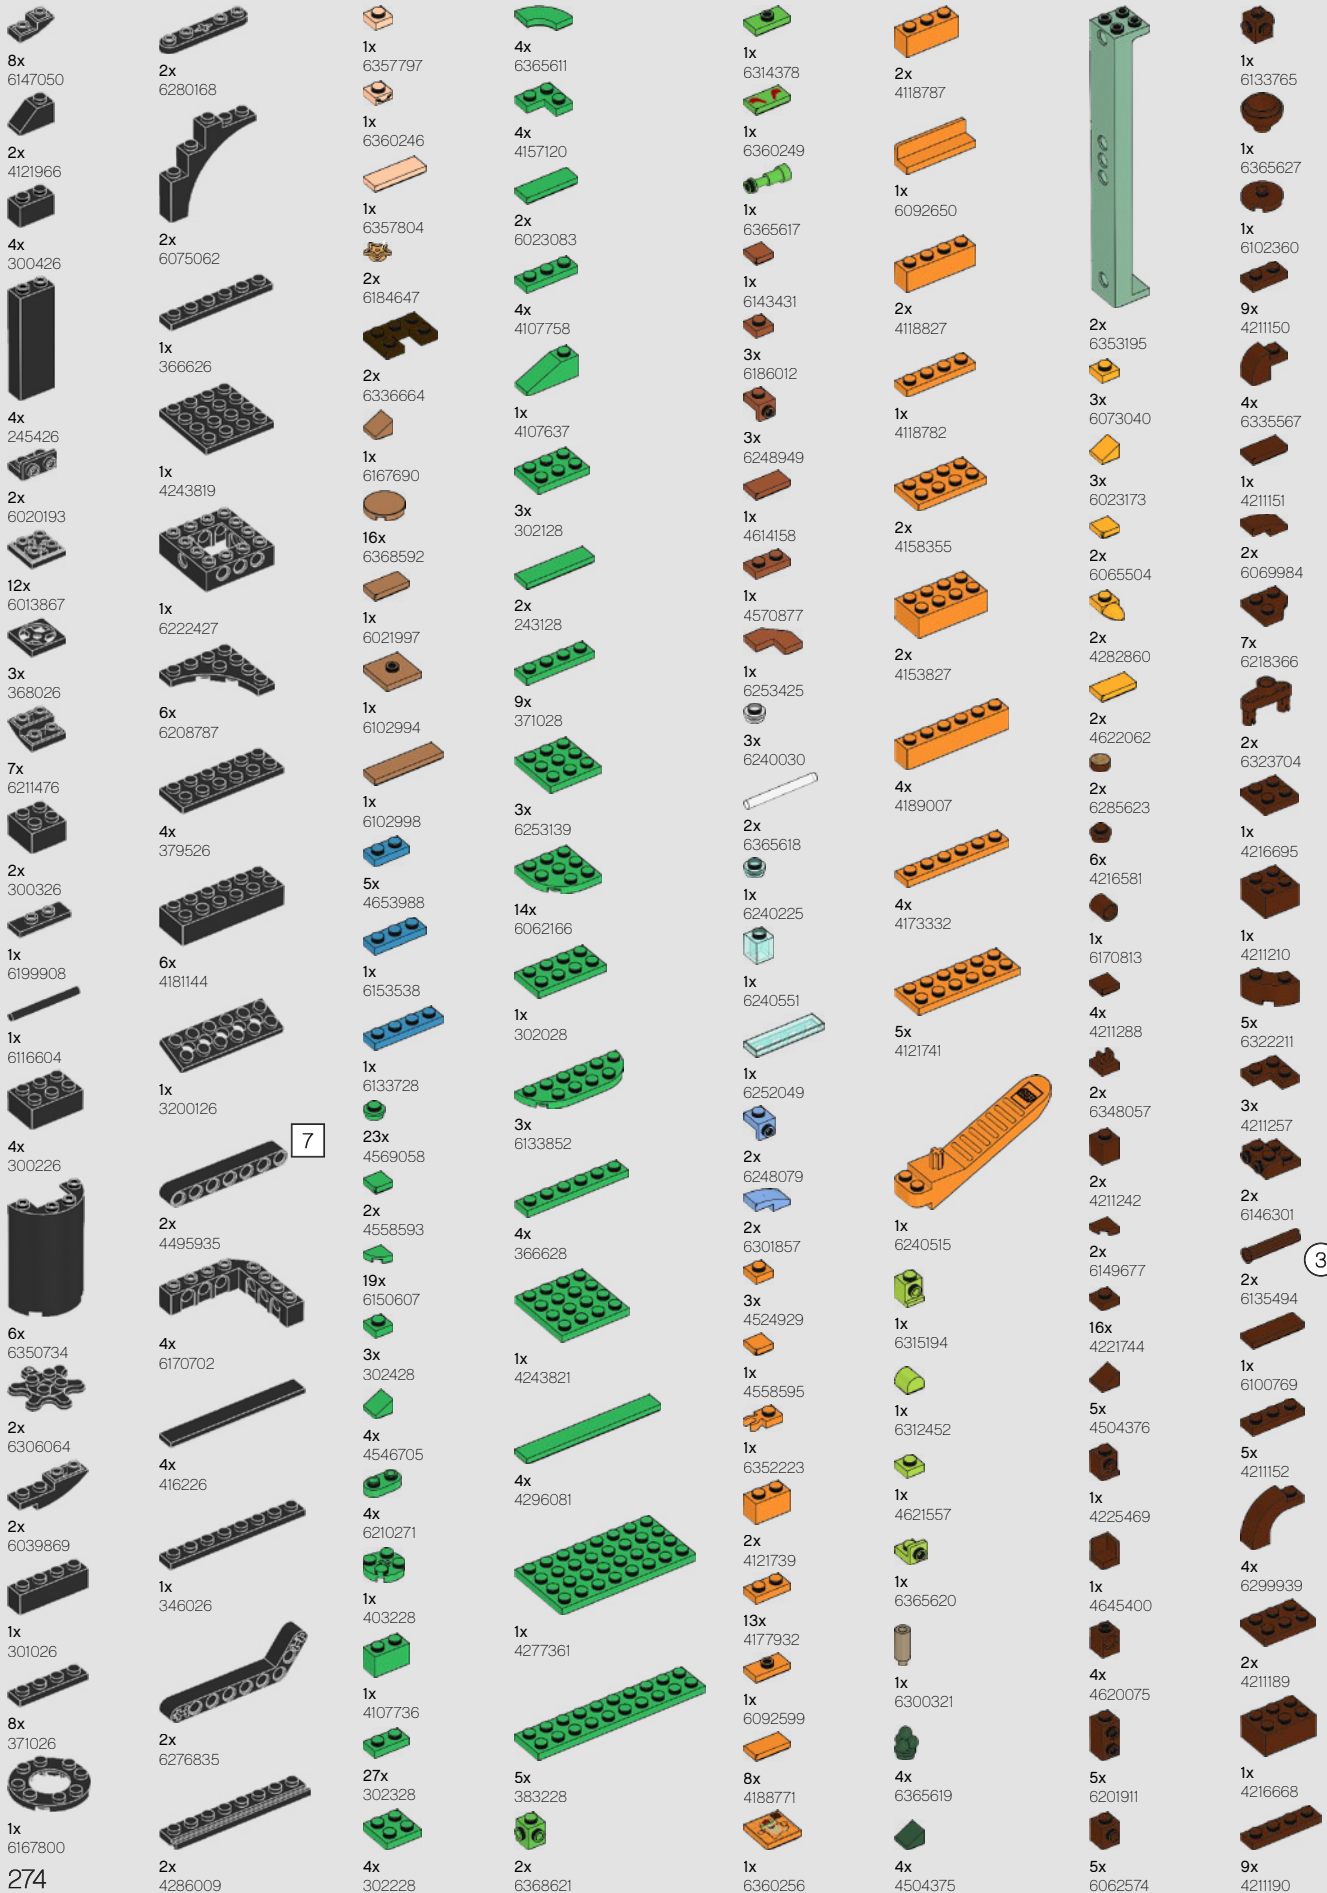 8x
6147050
2x
4121966
4x
300426
4x
245426
2x
6020193
12x
6013867
3x
368026
7x
6211476
2x
300326
1x
6199908
1x
6116604
4x
300226
6x
6350734
2x
6306064
2x
6039869
1x
301026
8x
371026
1x
6167800
274
2x
6280168
2x
6075062
1x
366626
1x
4243819
1x
6222427
6x
6208787
4x
379526
6x
4181144
1x
3200126
7
2x
4495935
4x
6170702
4x
416226
1x
346026
2x
6276835
2x
4286009
1x
6357797
1x
6360246
1x
6357804
2x
6184647
2x
6336664
1x
6167690
16x
6368592
1x
6021997
1x
6102994
1x
6102998
5x
4653988
1x
6153538
1x
6133728
23x
4569058
2x
4558593
19x
6150607
3x
302428
4x
4546705
4x
6210271
1x
403228
1x
4107736
27x
302328
4x
302228
4x
6365611
4x
4157120
2x
6023083
4x
4107758
1x
4107637
3x
302128
2x
243128
9x
371028
3x
6253139
14x
6062166
1x
302028
3x
6133852
4x
366628
1x
4243821
4x
4296081
1x
4277361
5x
383228
2x
6368621
1x
6314378
1x
6360249
1x
6365617
1x
6143431
3x
6186012
3x
6248949
1x
4614158
1x
4570877
1x
6253425
3x
6240030
2x
6365618
1x
6240225
1x
6240551
1x
6252049
2x
6248079
2x
6301857
3x
4524929
1x
4558595
1x
6352223
2x
4121739
13x
4177932
1x
6092599
8x
4188771
1x
6360256
2x
4118787
1x
6092650
2x
4118827
1x
4118782
2x
4158355
2x
4153827
4x
4189007
4x
4173332
5x
4121741
1x
6240515
1x
6315194
1x
6312452
1x
4621557
1x
6365620
1x
6300321
4x
6365619
4x
4504375
2x
6353195
3x
6073040
3x
6023173
2x
6065504
2x
4282860
2x
4622062
2x
6285623
6x
4216581
1x
6170813
4x
4211288
2x
6348057
2x
4211242
2x
6149677
16x
4221744
5x
4504376
1x
4225469
1x
4645400
4x
4620075
5x
6201911
5x
6062574
1x
6133765
1x
6365627
1x
6102360
9x
4211150
4x
6335567
1x
4211151
2x
6069984
7x
6218366
2x
6323704
1x
4216695
1x
4211210
5x
6322211
3x
4211257
2x
6146301
3
2x
6135494
1x
6100769
5x
4211152
4x
6299939
2x
4211189
1x
4216668
9x
4211190